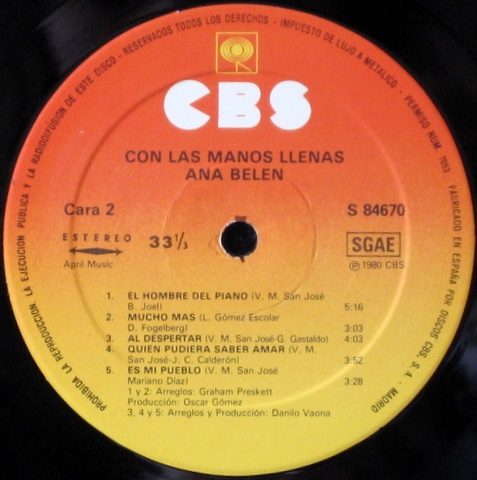 PROHIBIDA LA REPRODUCCION, LA EJECUCION PUBLICA Y LA RADIODIFUSION DE ESTE DISCO - RESERVADOS TODOS LOS DERECHOS - IMPUESTO DE LUJO A METALICO - PERMISO NUM. 1053 - FABRICADO EN ESPAÑA POR DISCOS CBS, S. A. - MADRID
CBS
CON LAS MANOS LLENAS
ANA BELEN
Cara 2
S 84670
ESTEREO
33 1/3
SGAE
April Music
Ⓟ 1980 CBS
1. EL HOMBRE DEL PIANO (V. M. San José
B. Joel) 5:16
2. MUCHO MAS (L. Gómez Escolar
D. Fogelberg) 3:03
3. AL DESPERTAR (V. M. San José-G. Gastaldo) 4:03
4. QUIEN PUDIERA SABER AMAR (V. M.
San José-J. C. Calderón) 3:52
5. ES MI PUEBLO (V. M. San José
Mariano Díaz) 3:28
1 y 2: Arreglos: Graham Preskett
Producción: Oscar Gómez
3, 4 y 5: Arreglos y Producción: Danilo Vaona